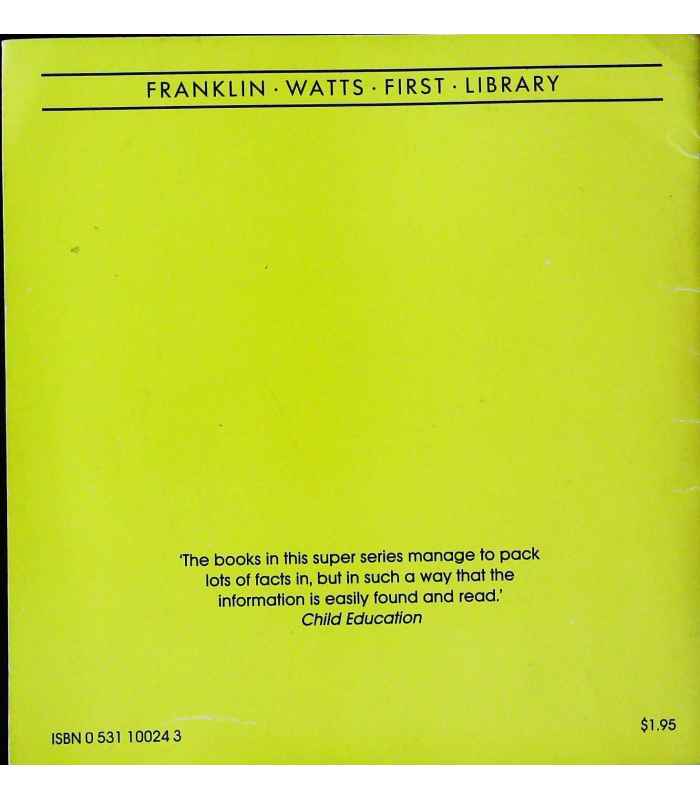 FRANKLIN · WATTS · FIRST · LIBRARY
'The books in this super series manage to pack
lots of facts in, but in such a way that the
information is easily found and read.'
Child Education
ISBN 0 531 10024 3
$1.95